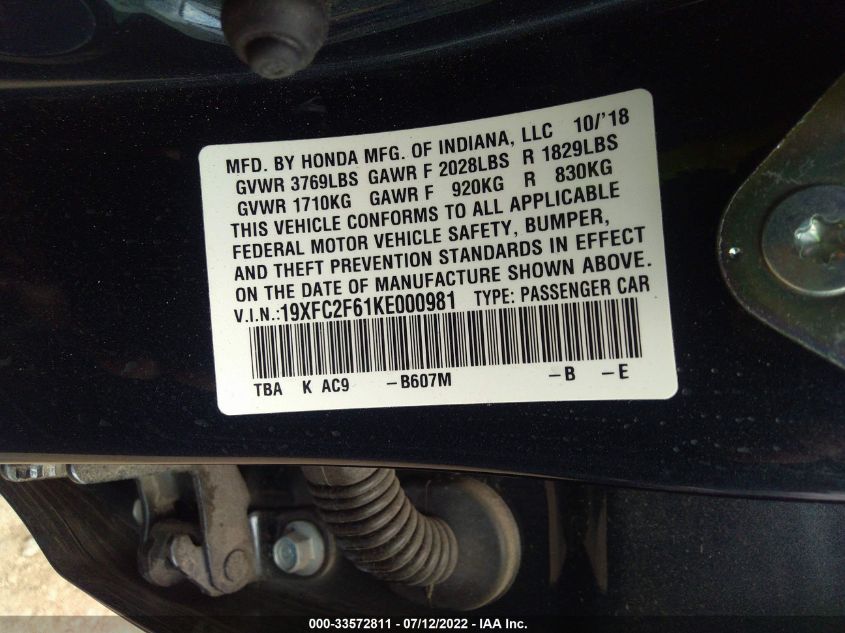 MFD. BY HONDA MFG. OF INDIANA, LLC 10/'18
GVWR 3769LBS GAWR F 2028LBS R 1829LBS
GVWR 1710KG GAWR F 920KG R 830KG
THIS VEHICLE CONFORMS TO ALL APPLICABLE
FEDERAL MOTOR VEHICLE SAFETY, BUMPER,
AND THEFT PREVENTION STANDARDS IN EFFECT
ON THE DATE OF MANUFACTURE SHOWN ABOVE.
V.I.N.:19XFC2F61KE000981 TYPE: PASSENGER CAR
TBA K AC9 –B607M –B –E
000-33572811 - 07/12/2022 - IAA Inc.